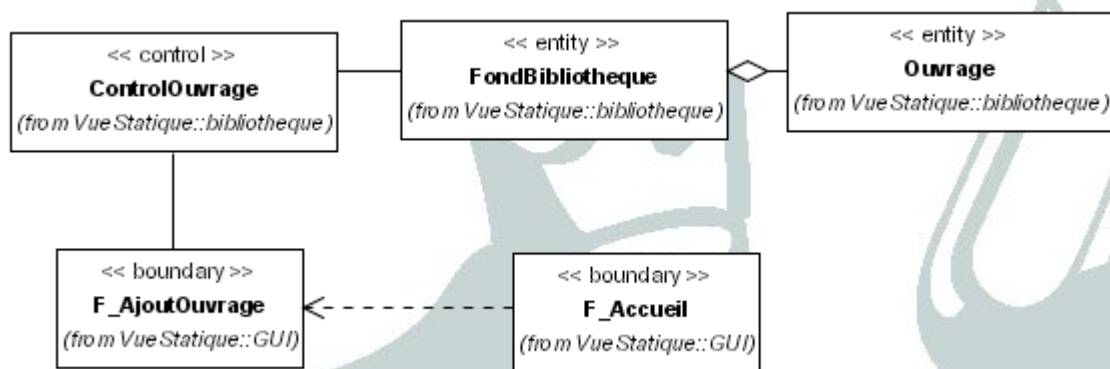 << control >>
ControlOuvrage
(from VueStatique::bibliotheque)
<< entity >>
FondBibliotheque
(from VueStatique::bibliotheque)
<< entity >>
Ouvrage
(from VueStatique::bibliotheque)
<< boundary >>
F_AjoutOuvrage
(from VueStatique::GUI)
<< boundary >>
F_Accueil
(from VueStatique::GUI)